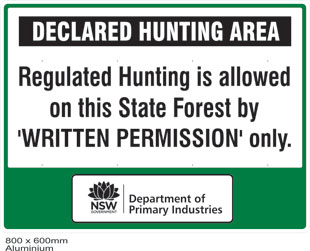 DECLARED HUNTING AREA
Regulated Hunting is allowed
on this State Forest by
'WRITTEN PERMISSION' only.
NSW
GOVERNMENT
Department of
Primary Industries
800 x 600mm
Aluminium